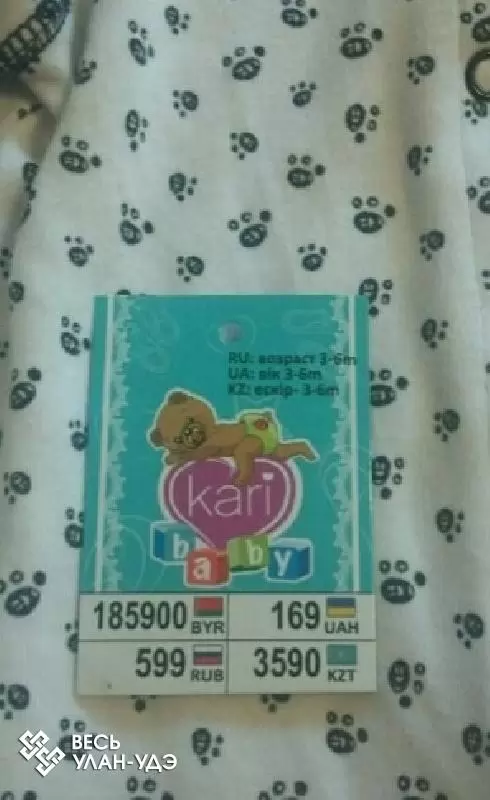 RU: возраст 3-6m
UA: вік 3-6m
KZ: ескір- 3-6m
kari
baby
185900 BYR 169 UAH
599 RUB 3590 KZT
ВЕСЬ
УЛАН-УДЭ